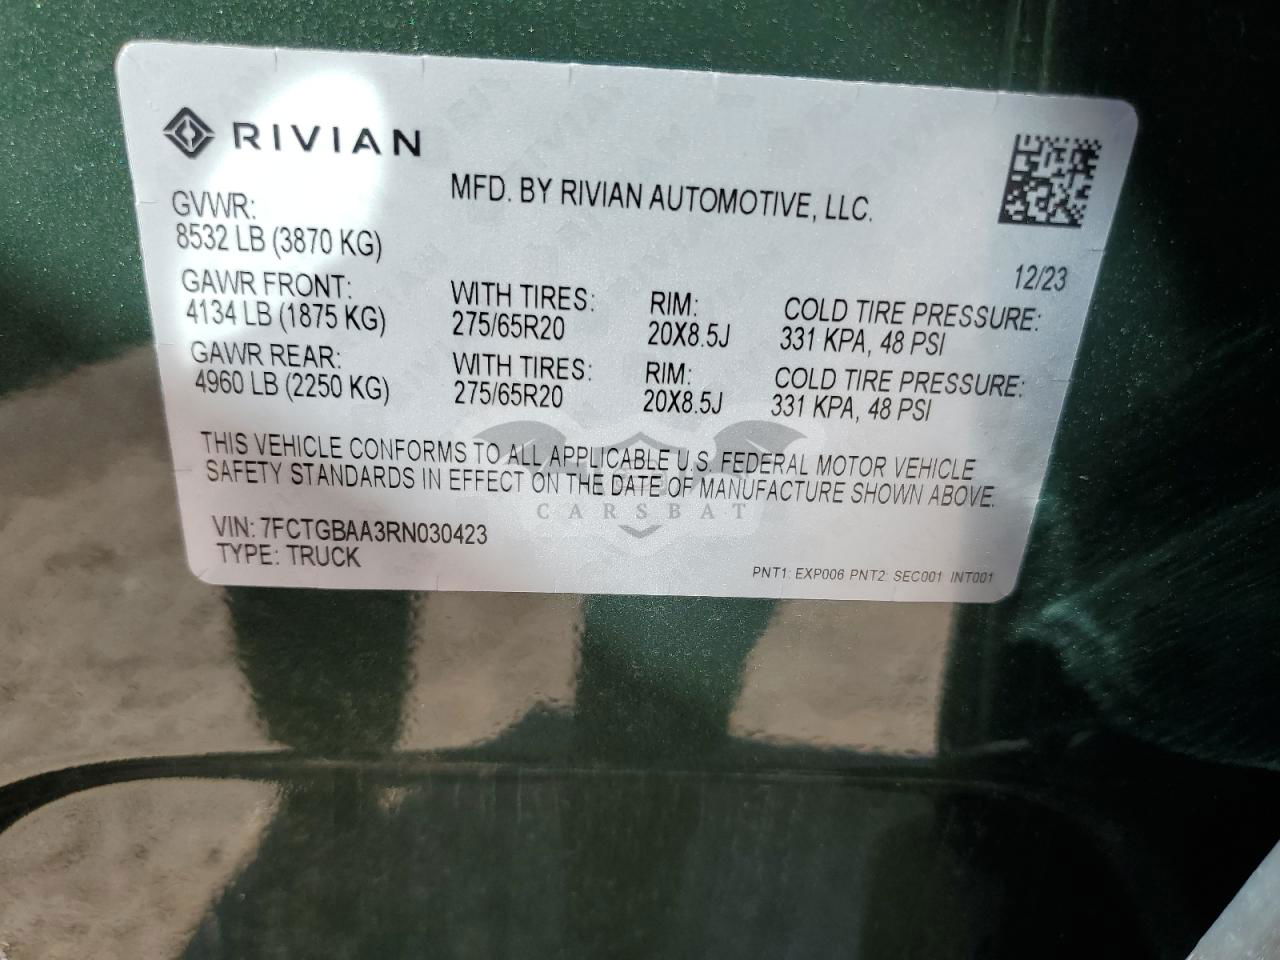 RIVIAN
MFD. BY RIVIAN AUTOMOTIVE, LLC.
GVWR:
8532 LB (3870 KG)
12/23
GAWR FRONT: WITH TIRES: RIM: COLD TIRE PRESSURE:
4134 LB (1875 KG) 275/65R20 20X8.5J 331 KPA, 48 PSI
GAWR REAR: WITH TIRES: RIM: COLD TIRE PRESSURE:
4960 LB (2250 KG) 275/65R20 20X8.5J 331 KPA, 48 PSI
THIS VEHICLE CONFORMS TO ALL APPLICABLE U.S. FEDERAL MOTOR VEHICLE
SAFETY STANDARDS IN EFFECT ON THE DATE OF MANUFACTURE SHOWN ABOVE.
CARSBAT
VIN: 7FCTGBAA3RN030423
TYPE: TRUCK
PNT1: EXP006 PNT2: SEC001 INT001